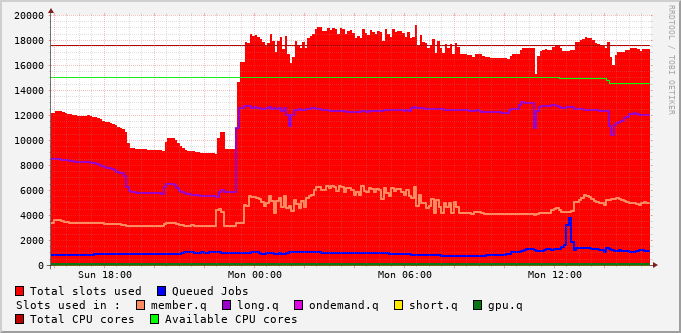 20000
18000
16000
14000
12000
10000
8000
6000
4000
2000
0
Sun 18:00 Mon 00:00 Mon 06:00 Mon 12:00
RRDTOOL / TOBI OETIKER
Total slots used Queued Jobs
Slots used in : member.q long.q ondemand.q short.q gpu.q
Total CPU cores Available CPU cores